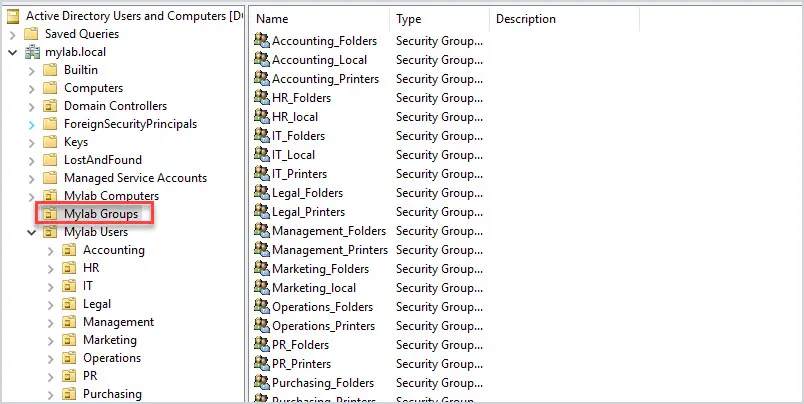 Active Directory Users and Computers [D
Saved Queries
mylab.local
Builtin
Computers
Domain Controllers
ForeignSecurityPrincipals
Keys
LostAndFound
Managed Service Accounts
Mylab Computers
Mylab Groups
Mylab Users
Accounting
HR
IT
Legal
Management
Marketing
Operations
PR
Purchasing
Name Type Description
Accounting_Folders Security Group...
Accounting_Local Security Group...
Accounting_Printers Security Group...
HR_Folders Security Group...
HR_local Security Group...
IT_Folders Security Group...
IT_Local Security Group...
IT_Printers Security Group...
Legal_Folders Security Group...
Legal_Printers Security Group...
Management_Folders Security Group...
Management_Printers Security Group...
Marketing_Folders Security Group...
Marketing_local Security Group...
Operations_Folders Security Group...
Operations_Printers Security Group...
PR_Folders Security Group...
PR_Printers Security Group...
Purchasing_Folders Security Group...
Purchasing_Printers Security Group...